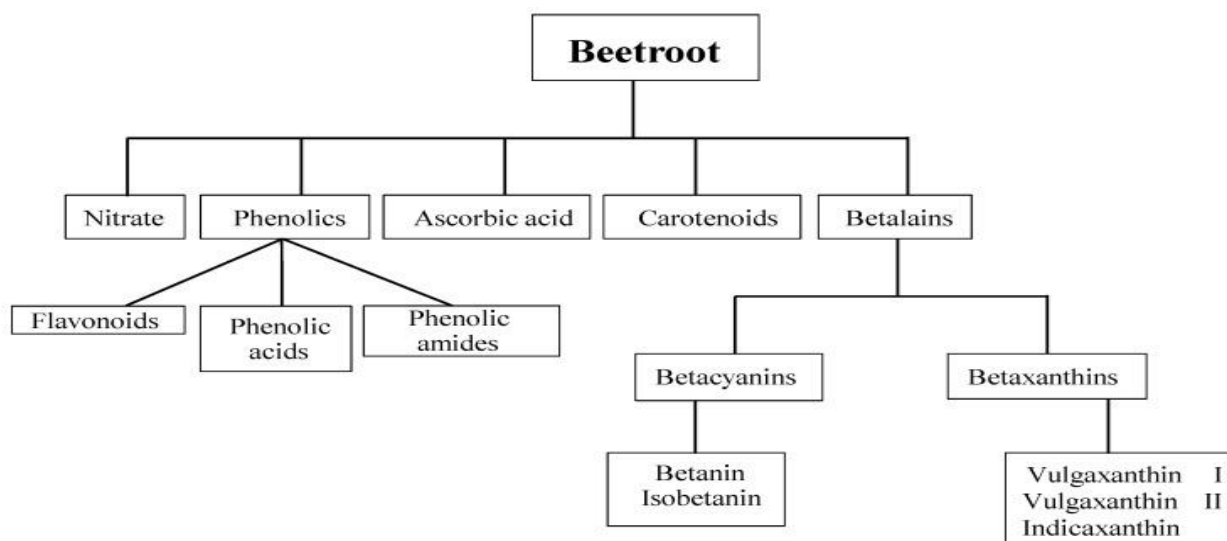 Beetroot
Nitrate
Phenolics
Ascorbic acid
Carotenoids
Betalains
Flavonoids
Phenolic
acids
Phenolic
amides
Betacyanins
Betaxanthins
Betanin
Isobetanin
Vulgaxanthin I
Vulgaxanthin II
Indicaxanthin